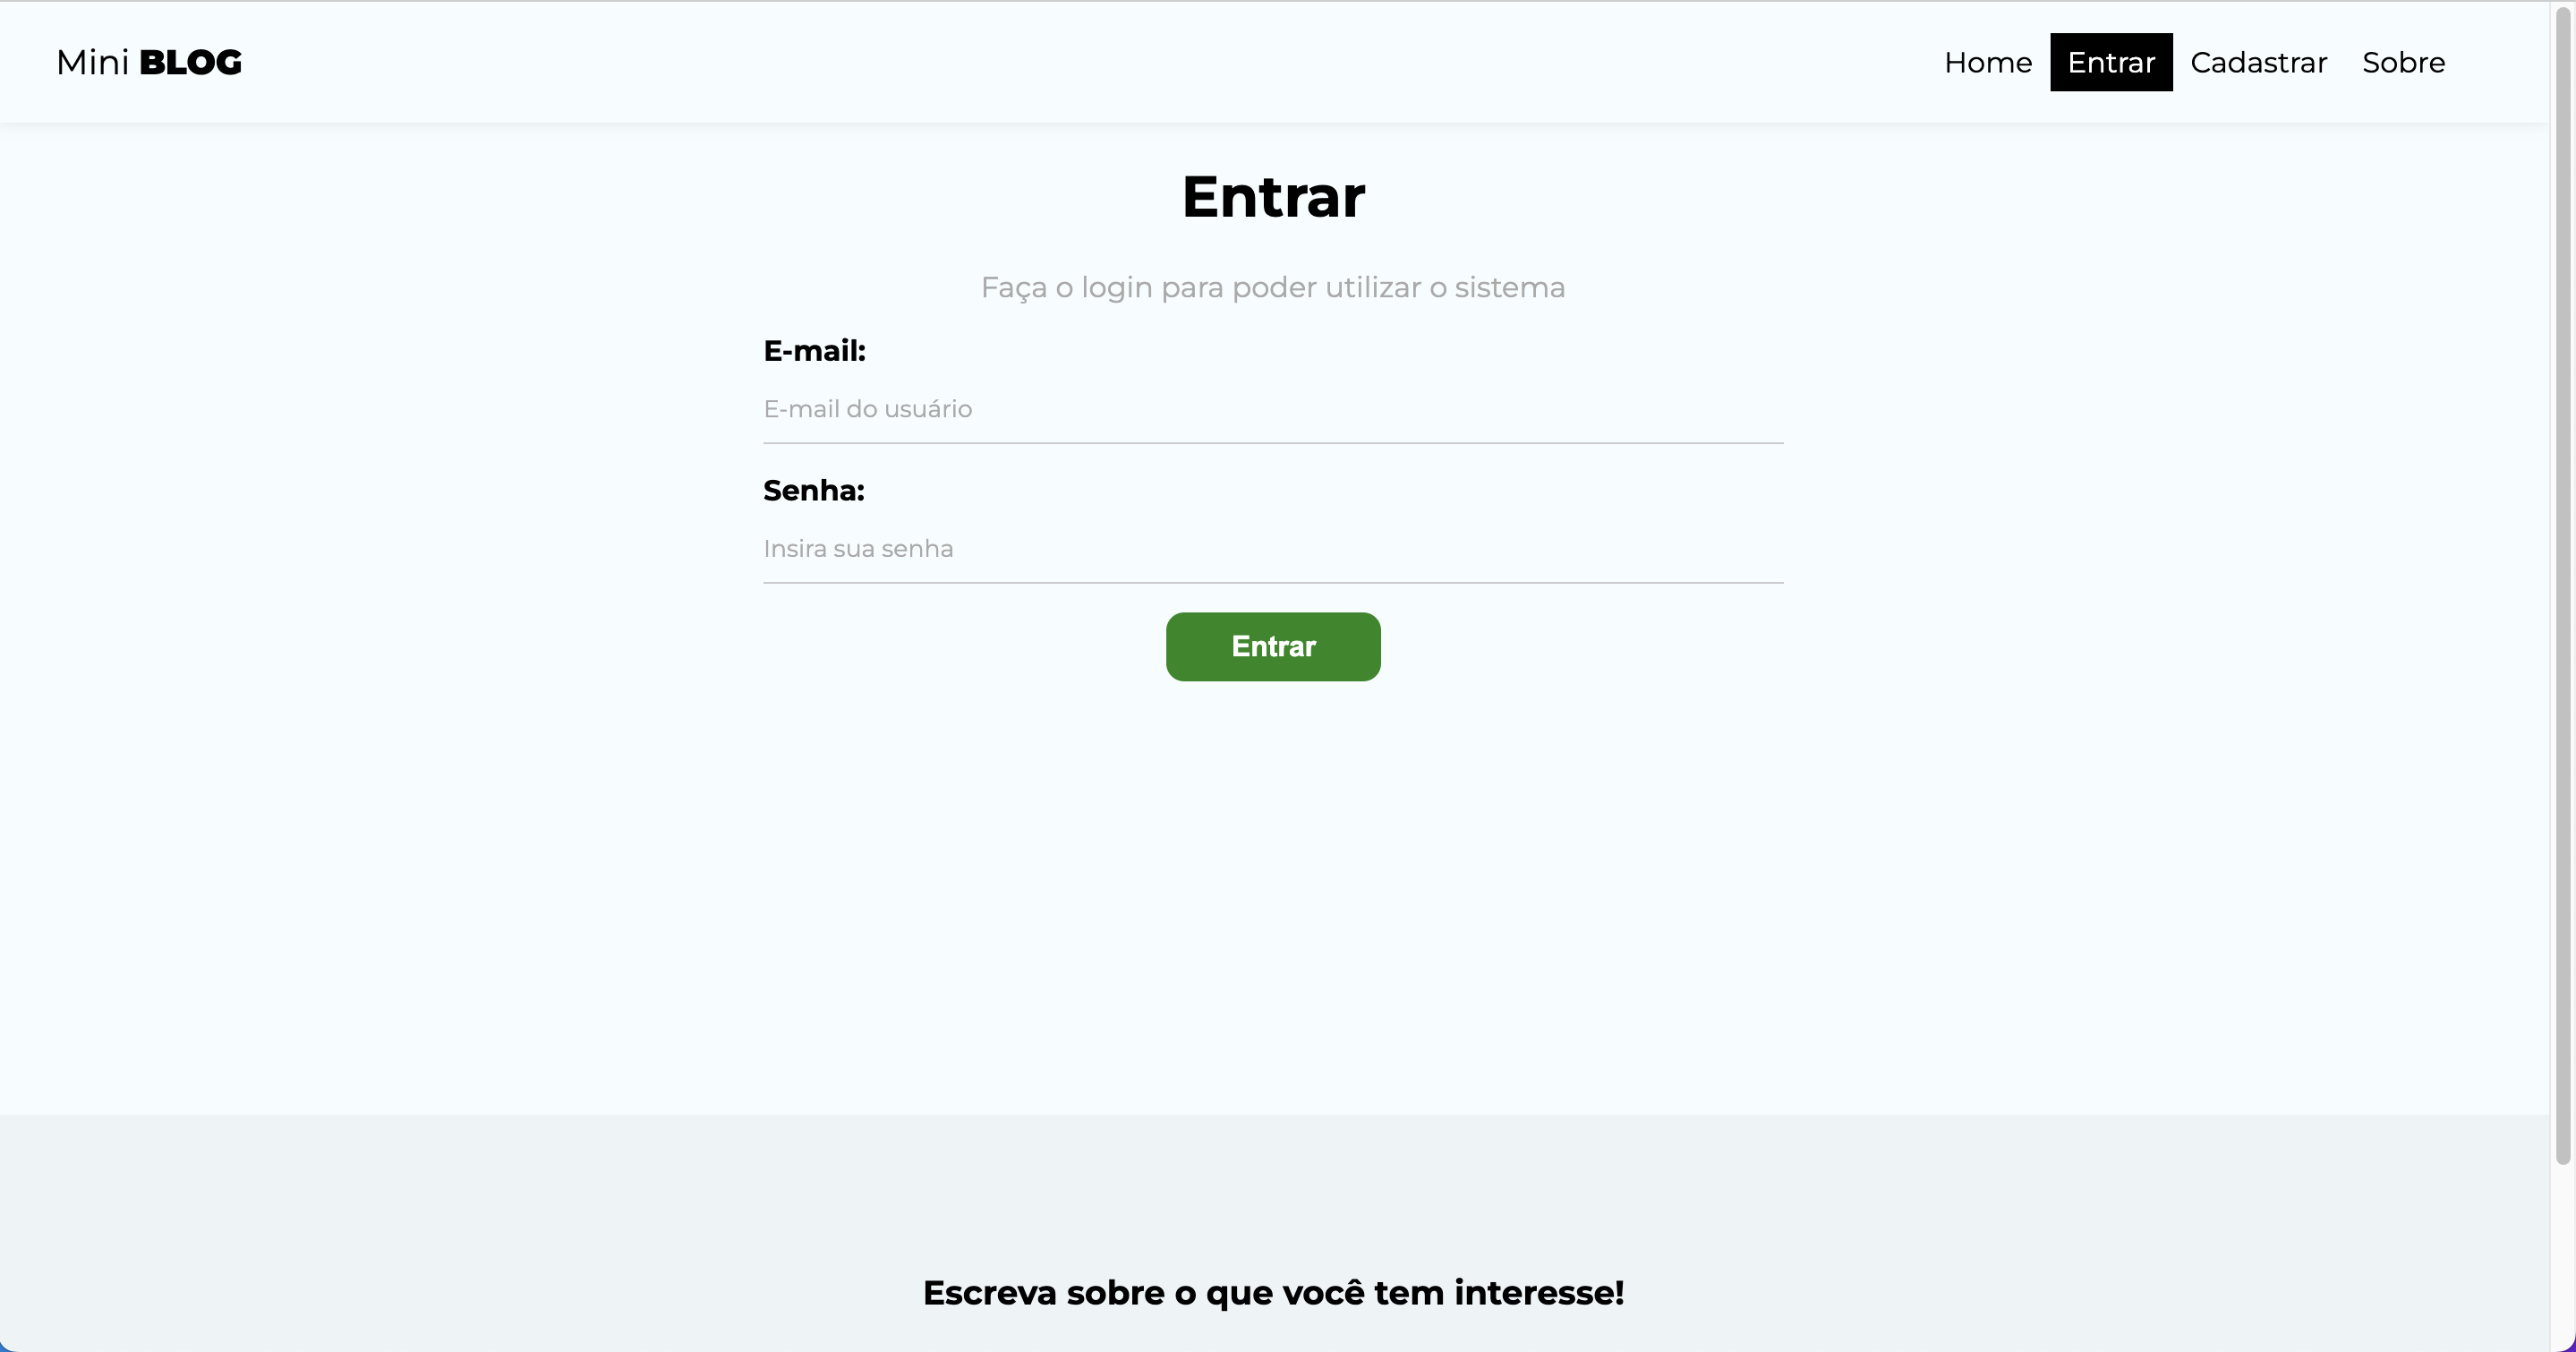 Mini BLOG
Home Entrar Cadastrar Sobre
Entrar
Faça o login para poder utilizar o sistema
E-mail:
E-mail do usuário
Senha:
Insira sua senha
Entrar
Escreva sobre o que você tem interesse!